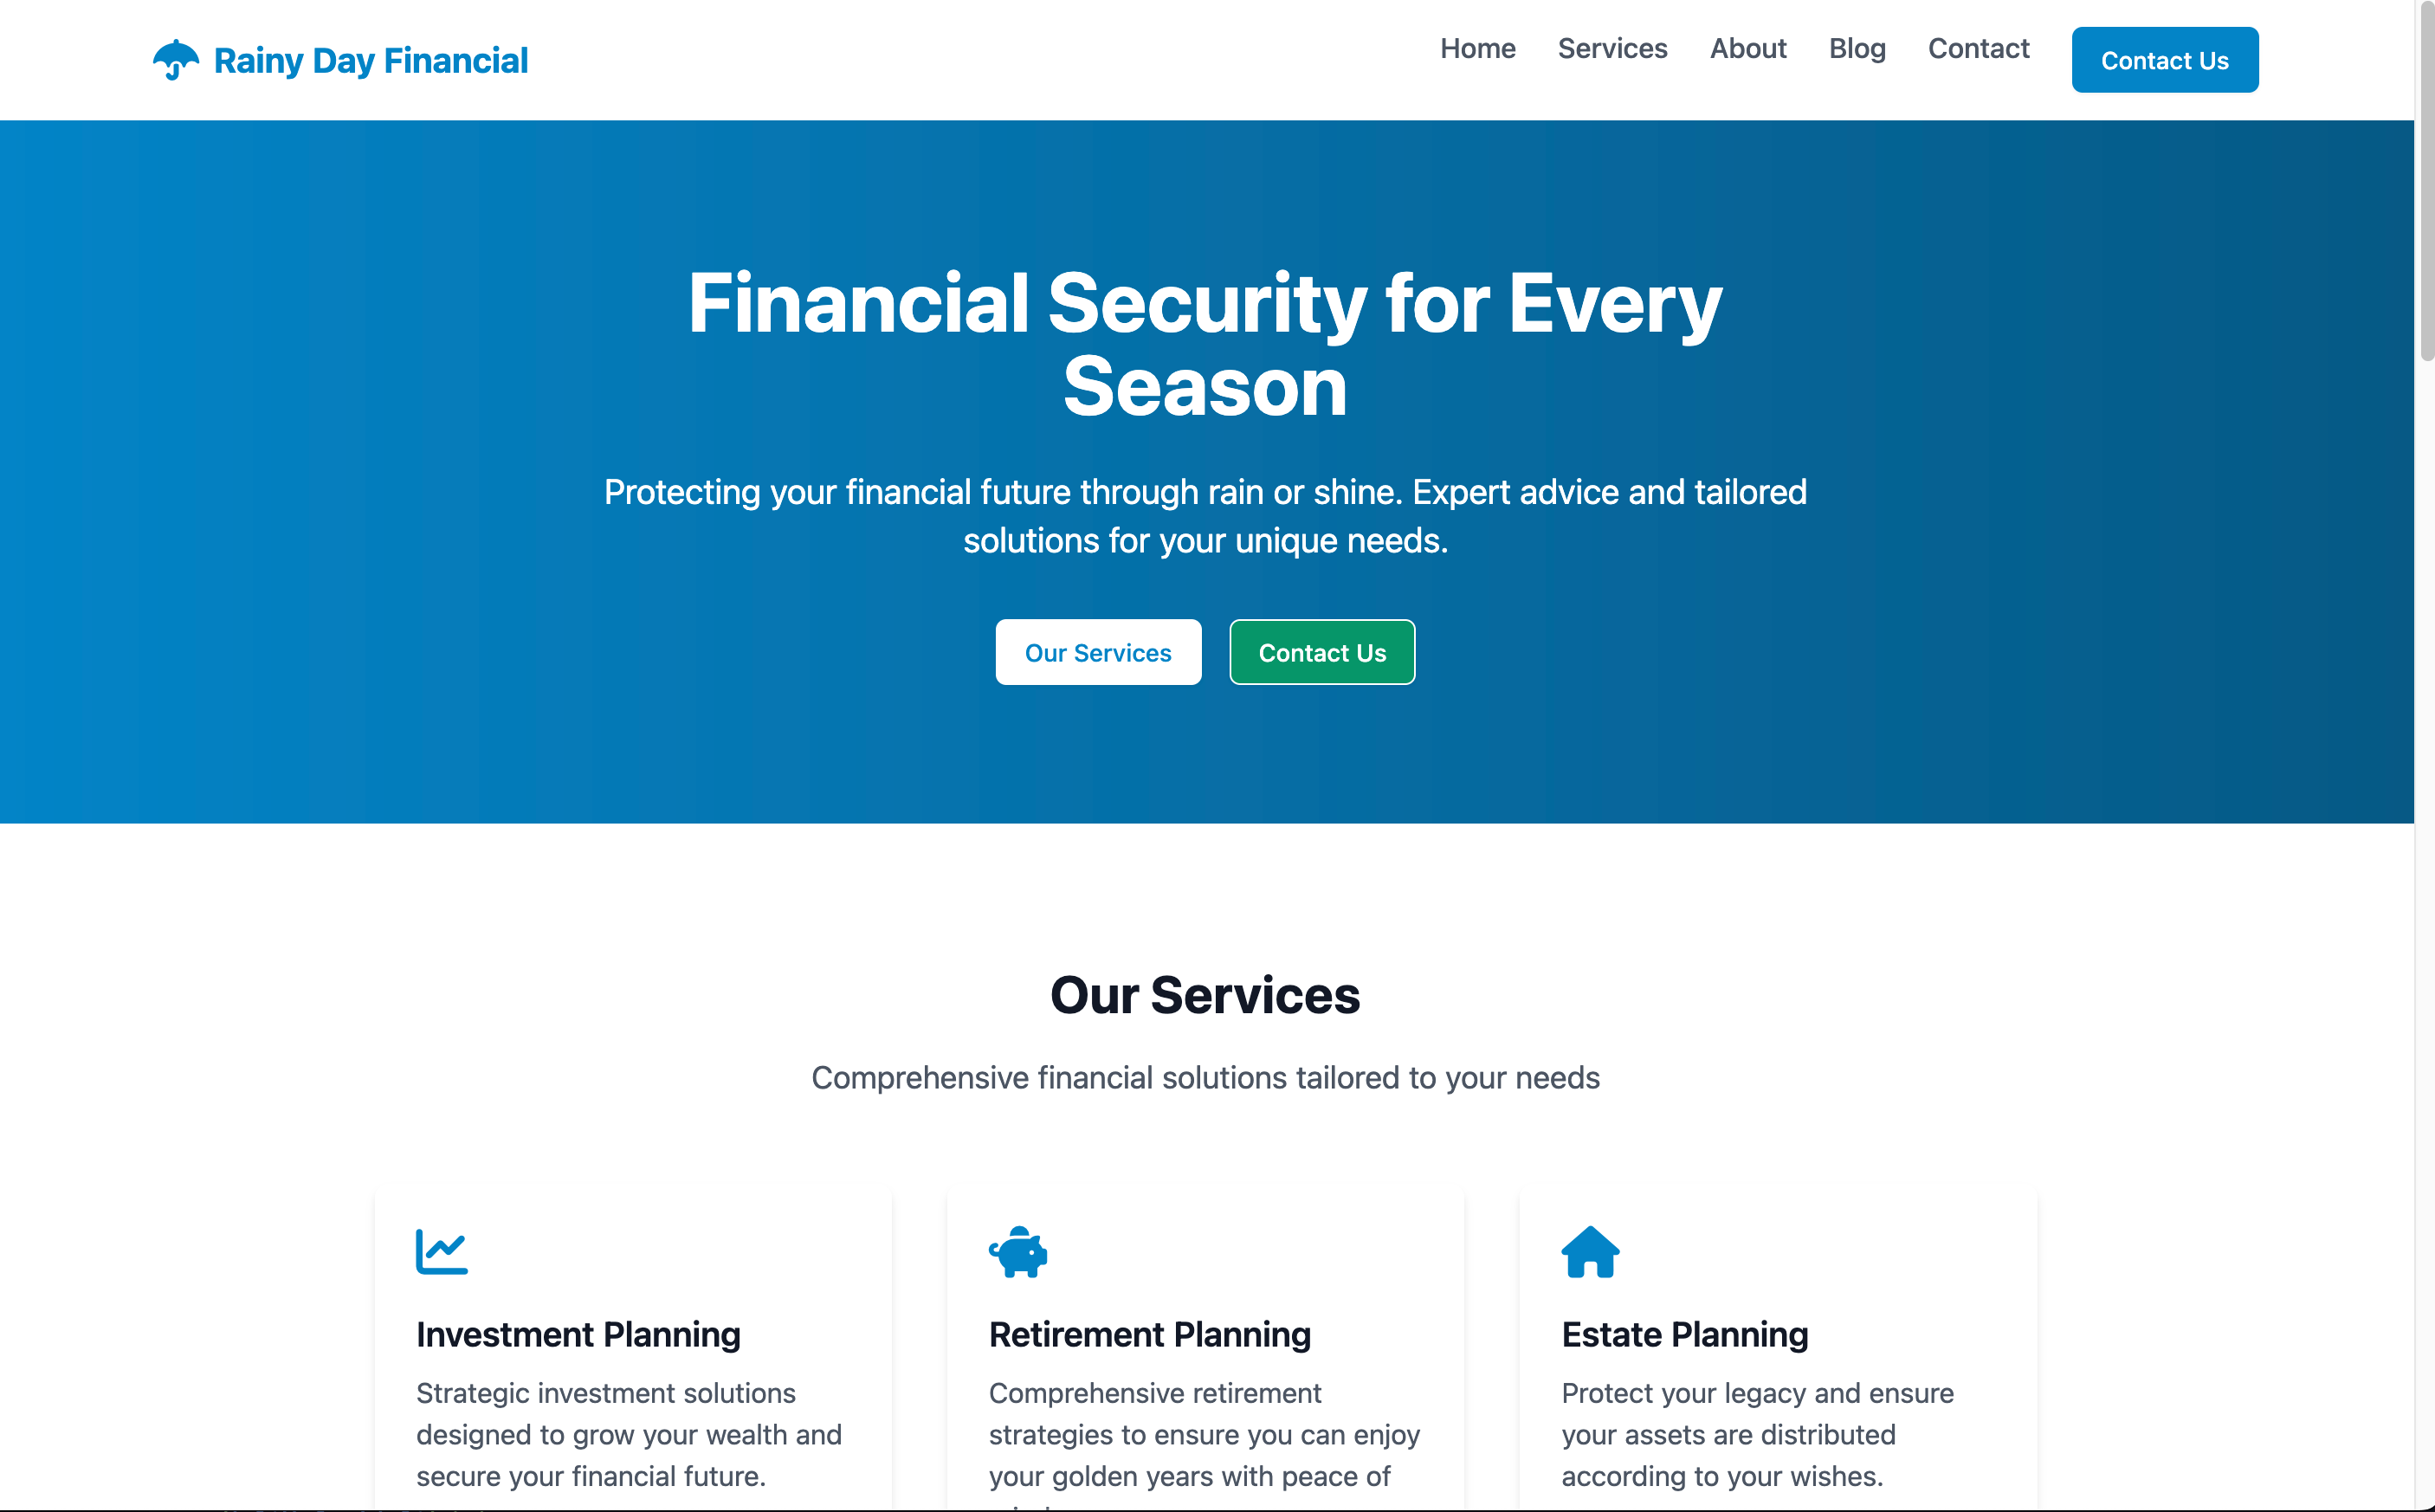 Rainy Day Financial
Home Services About Blog Contact Contact Us
Financial Security for Every
Season
Protecting your financial future through rain or shine. Expert advice and tailored
solutions for your unique needs.
Our Services Contact Us
Our Services
Comprehensive financial solutions tailored to your needs
Investment Planning
Strategic investment solutions
designed to grow your wealth and
secure your financial future.
Retirement Planning
Comprehensive retirement
strategies to ensure you can enjoy
your golden years with peace of
Estate Planning
Protect your legacy and ensure
your assets are distributed
according to your wishes.